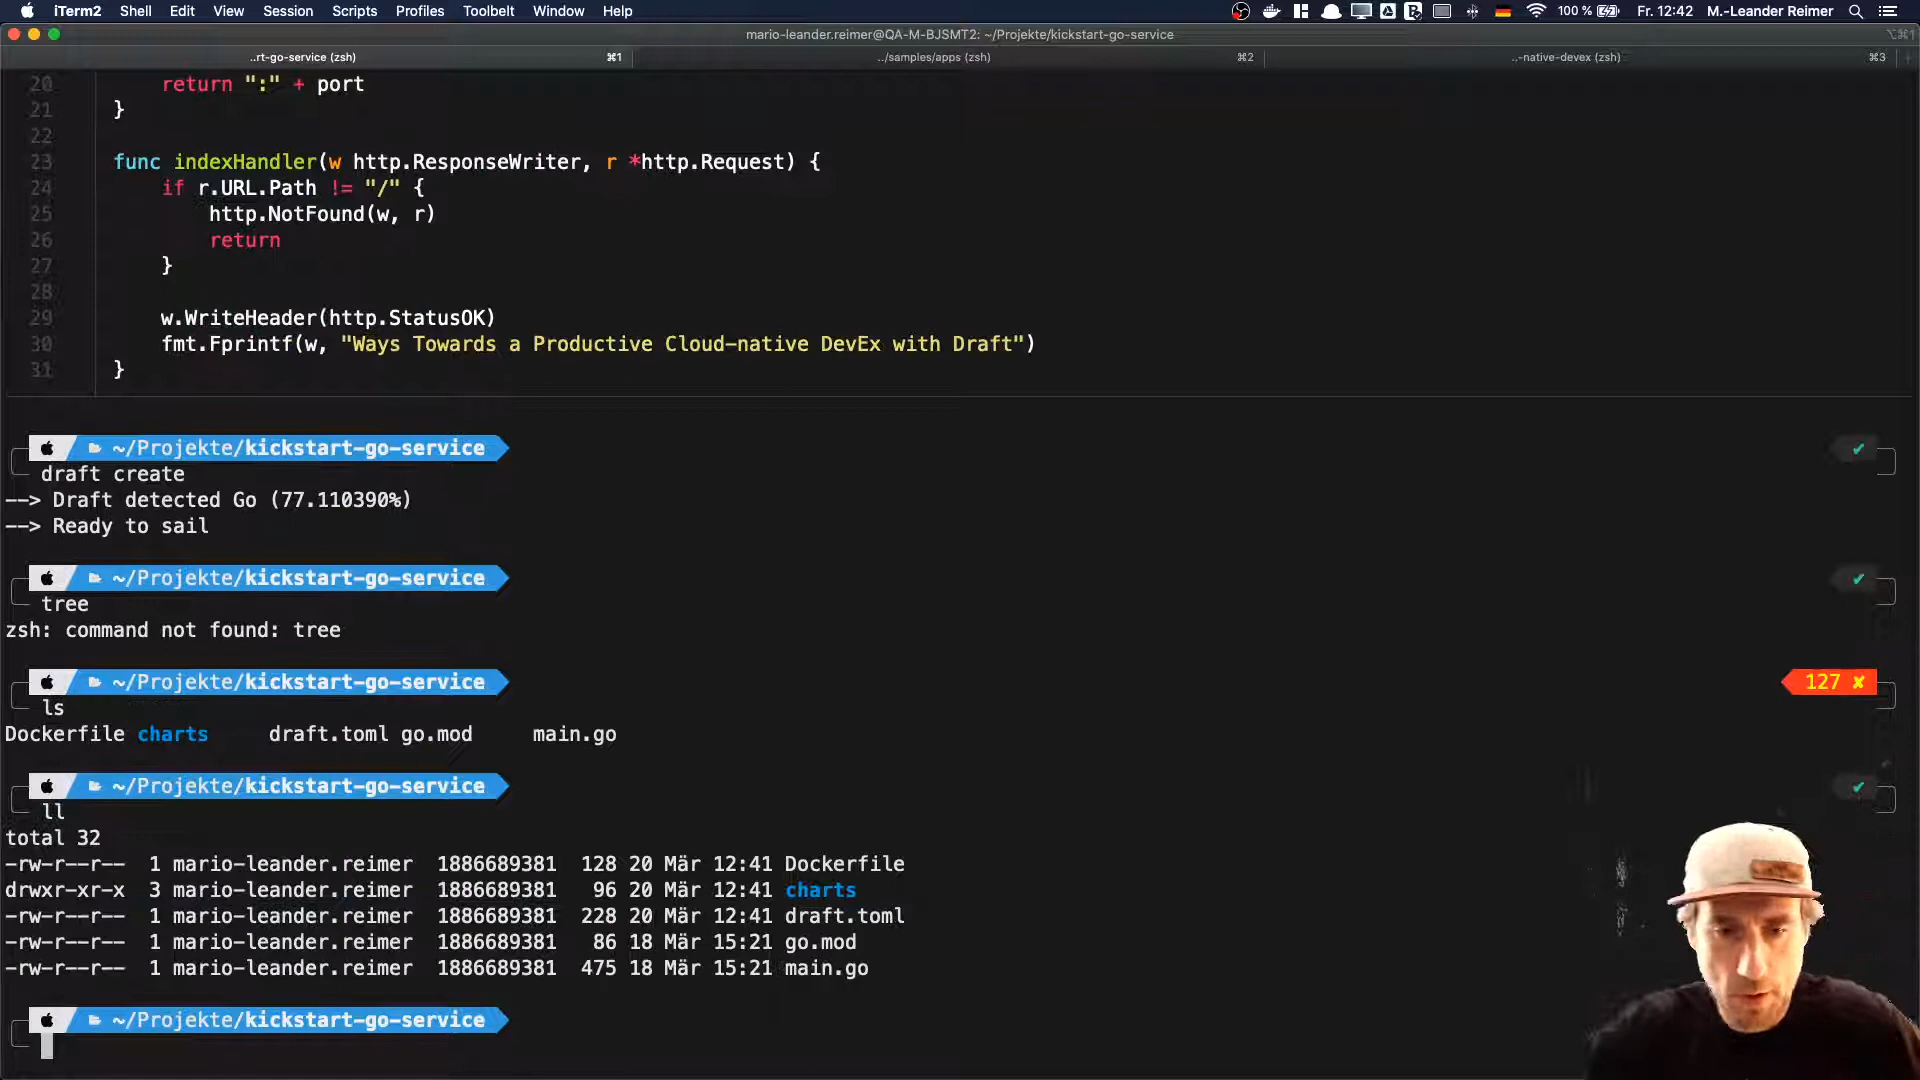 iTerm2 Shell Edit View Session Scripts Profiles Toolbelt Window Help 100 % Fr. 12:42 M.-Leander Reimer
mario-leander.reimer@QA-M-BJSMT2: ~/Projekte/kickstart-go-service ⌥⌘1
..rt-go-service (zsh) ⌘1 ../samples/apps (zsh) ⌘2 ..-native-devex (zsh) ⌘3
20 return ":" + port
21 }
22
23 func indexHandler(w http.ResponseWriter, r *http.Request) {
24 if r.URL.Path != "/" {
25 http.NotFound(w, r)
26 return
27 }
28
29 w.WriteHeader(http.StatusOK)
30 fmt.Fprintf(w, "Ways Towards a Productive Cloud-native DevEx with Draft")
31 }
~/Projekte/kickstart-go-service ✔
draft create
--> Draft detected Go (77.110390%)
--> Ready to sail
~/Projekte/kickstart-go-service ✔
tree
zsh: command not found: tree
~/Projekte/kickstart-go-service 127 ✘
ls
Dockerfile charts draft.toml go.mod main.go
~/Projekte/kickstart-go-service ✔
ll
total 32
-rw-r--r-- 1 mario-leander.reimer 1886689381 128 20 Mär 12:41 Dockerfile
drwxr-xr-x 3 mario-leander.reimer 1886689381 96 20 Mär 12:41 charts
-rw-r--r-- 1 mario-leander.reimer 1886689381 228 20 Mär 12:41 draft.toml
-rw-r--r-- 1 mario-leander.reimer 1886689381 86 18 Mär 15:21 go.mod
-rw-r--r-- 1 mario-leander.reimer 1886689381 475 18 Mär 15:21 main.go
~/Projekte/kickstart-go-service